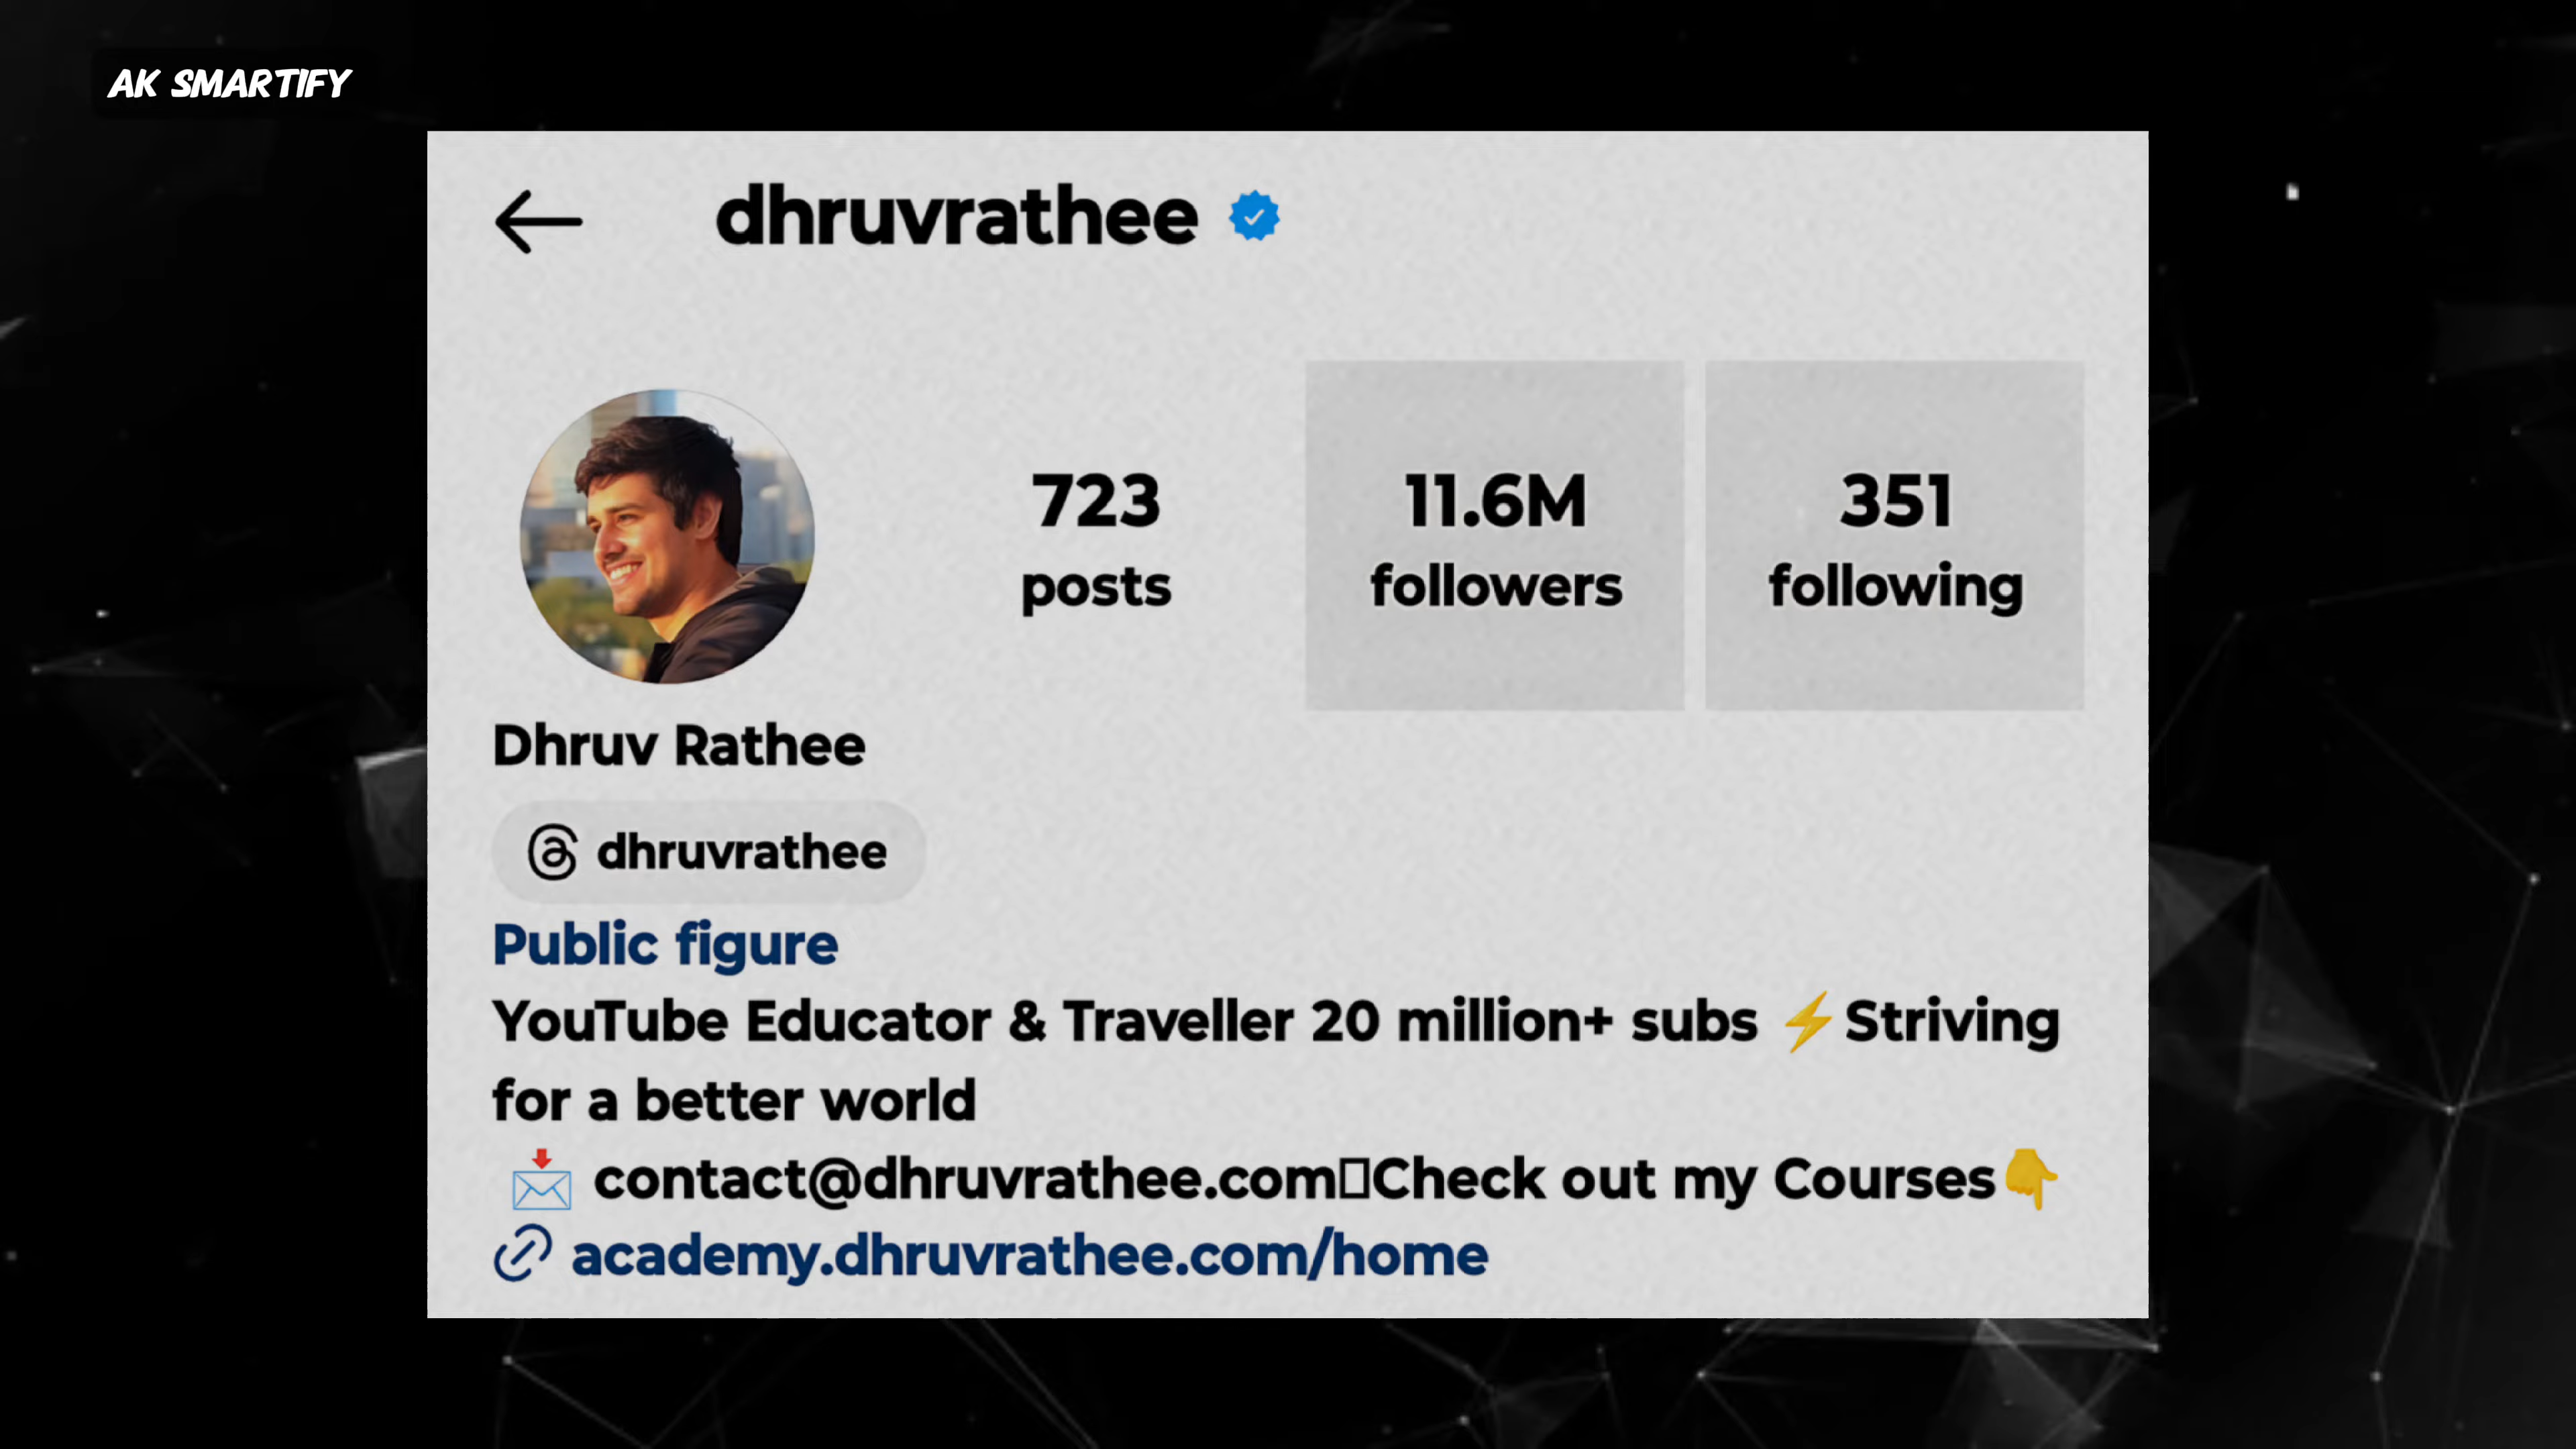 AK SMARTIFY
dhruvrathee
723
posts
11.6M
followers
351
following
Dhruv Rathee
dhruvrathee
Public figure
YouTube Educator & Traveller 20 million+ subs ⚡Striving
for a better world
📩 contact@dhruvrathee.com▯Check out my Courses👇
academy.dhruvrathee.com/home